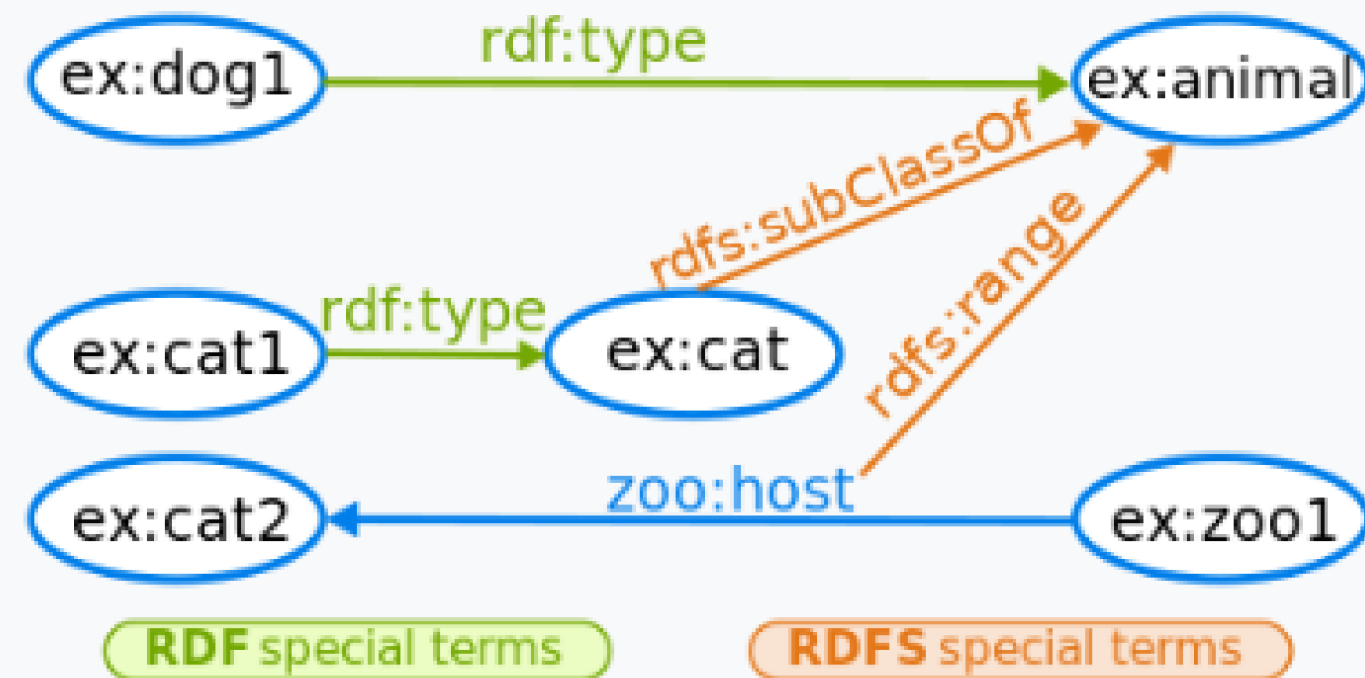 rdf:type
ex:dog1
ex:animal
rdfs:subClassOf
rdfs:range
rdf:type
ex:cat1
ex:cat
zoo:host
ex:cat2
ex:zoo1
RDF special terms
RDFS special terms